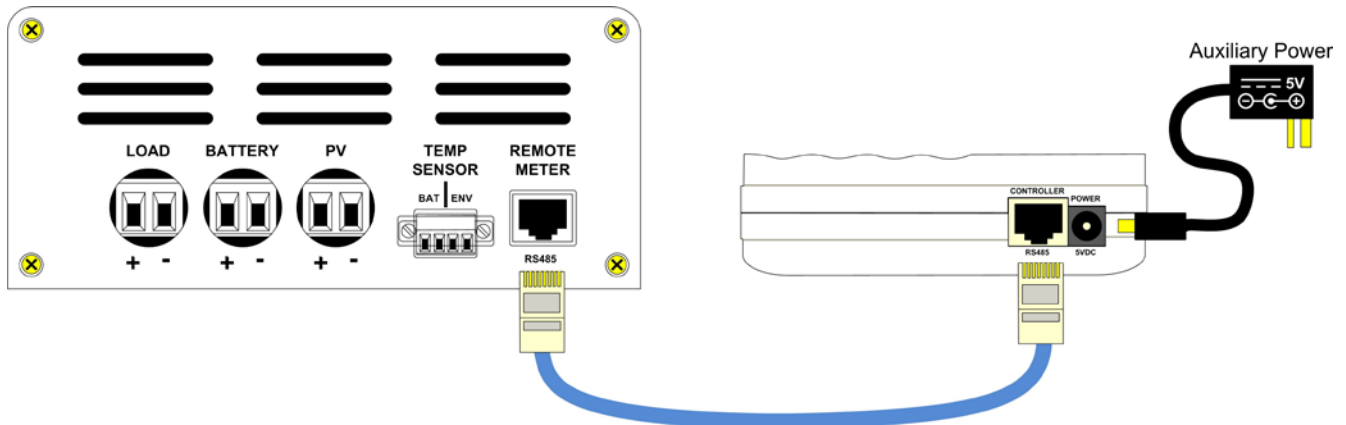 Auxiliary Power
5V
LOAD BATTERY PV
TEMP
SENSOR
BAT ENV
REMOTE
METER
RS485
+ - + - + -
CONTROLLER
RS485
POWER
5VDC